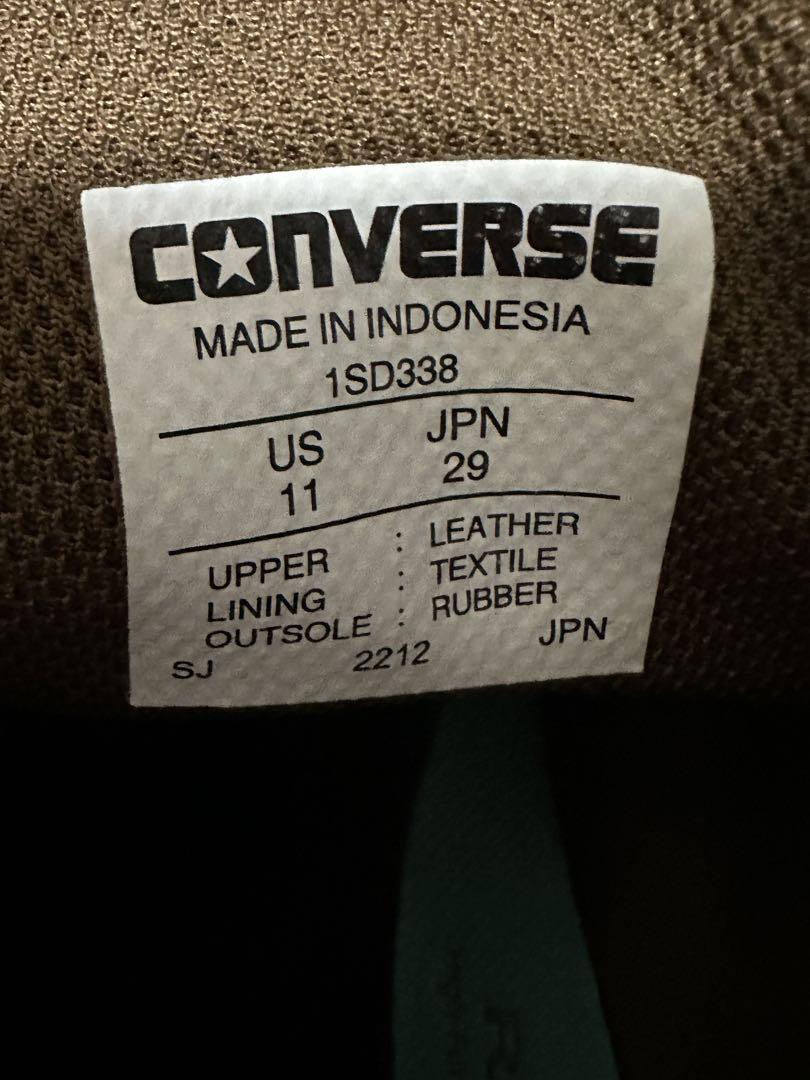 CONVERSE
MADE IN INDONESIA
1SD338
US JPN
11 29
UPPER : LEATHER
LINING : TEXTILE
OUTSOLE : RUBBER
SJ 2212 JPN